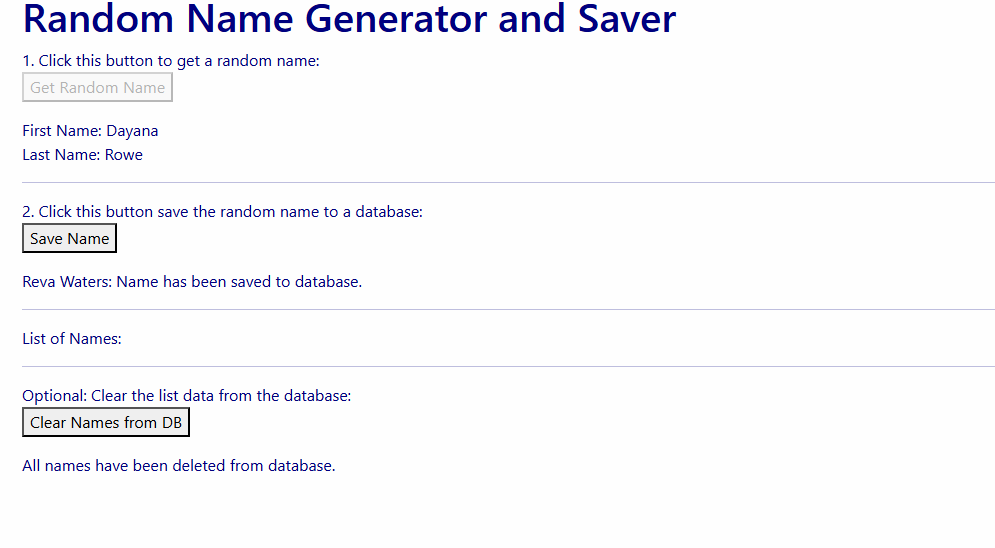 Random Name Generator and Saver
1. Click this button to get a random name:
Get Random Name
First Name: Dayana
Last Name: Rowe
2. Click this button save the random name to a database:
Save Name
Reva Waters: Name has been saved to database.
List of Names:
Optional: Clear the list data from the database:
Clear Names from DB
All names have been deleted from database.